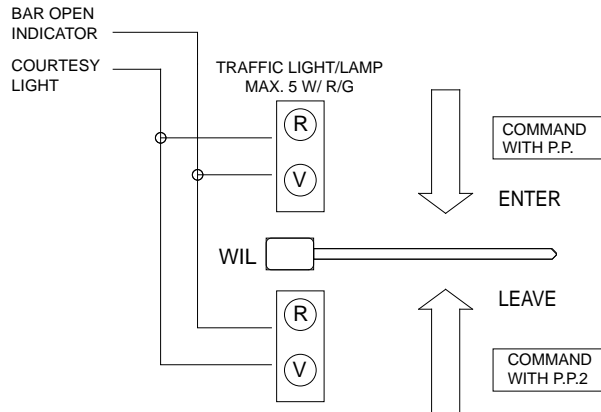 BAR OPEN
INDICATOR
COURTESY
LIGHT
TRAFFIC LIGHT/LAMP
MAX. 5 W/ R/G
R
V
COMMAND
WITH P.P.
ENTER
WIL
LEAVE
R
V
COMMAND
WITH P.P.2